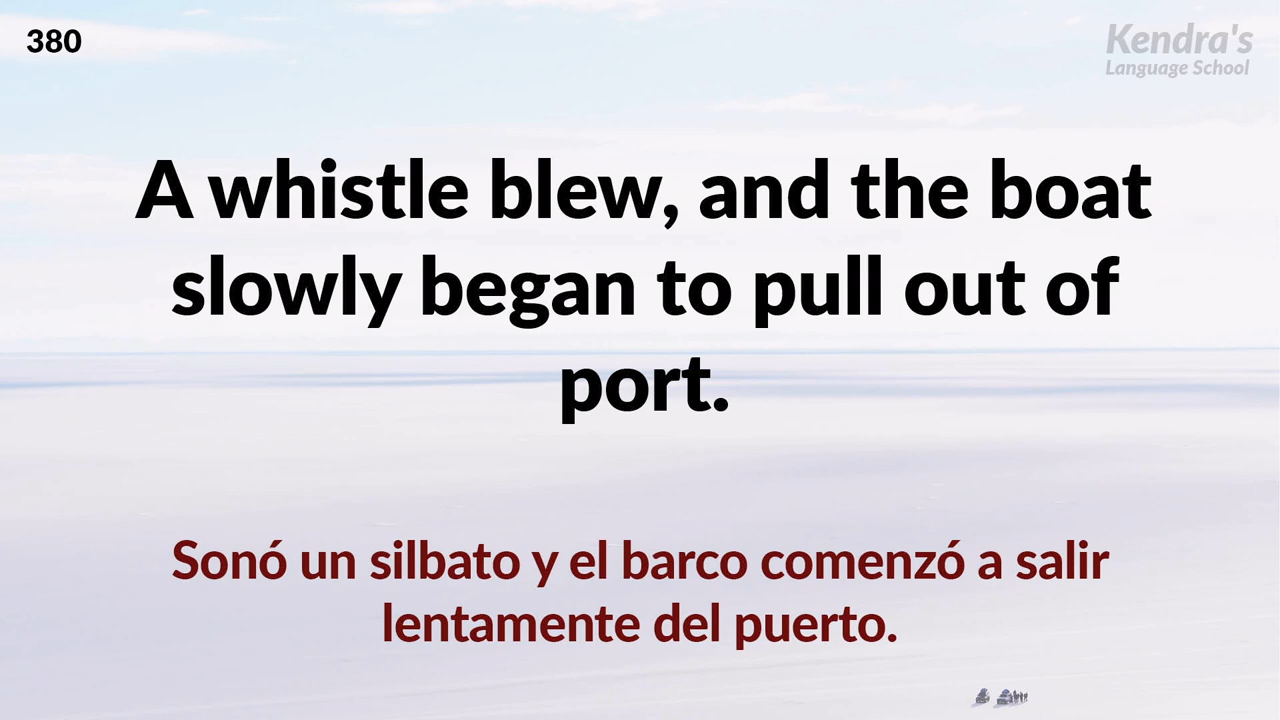 380
Kendra's
Language School
A whistle blew, and the boat
slowly began to pull out of
port.
Sonó un silbato y el barco comenzó a salir
lentamente del puerto.